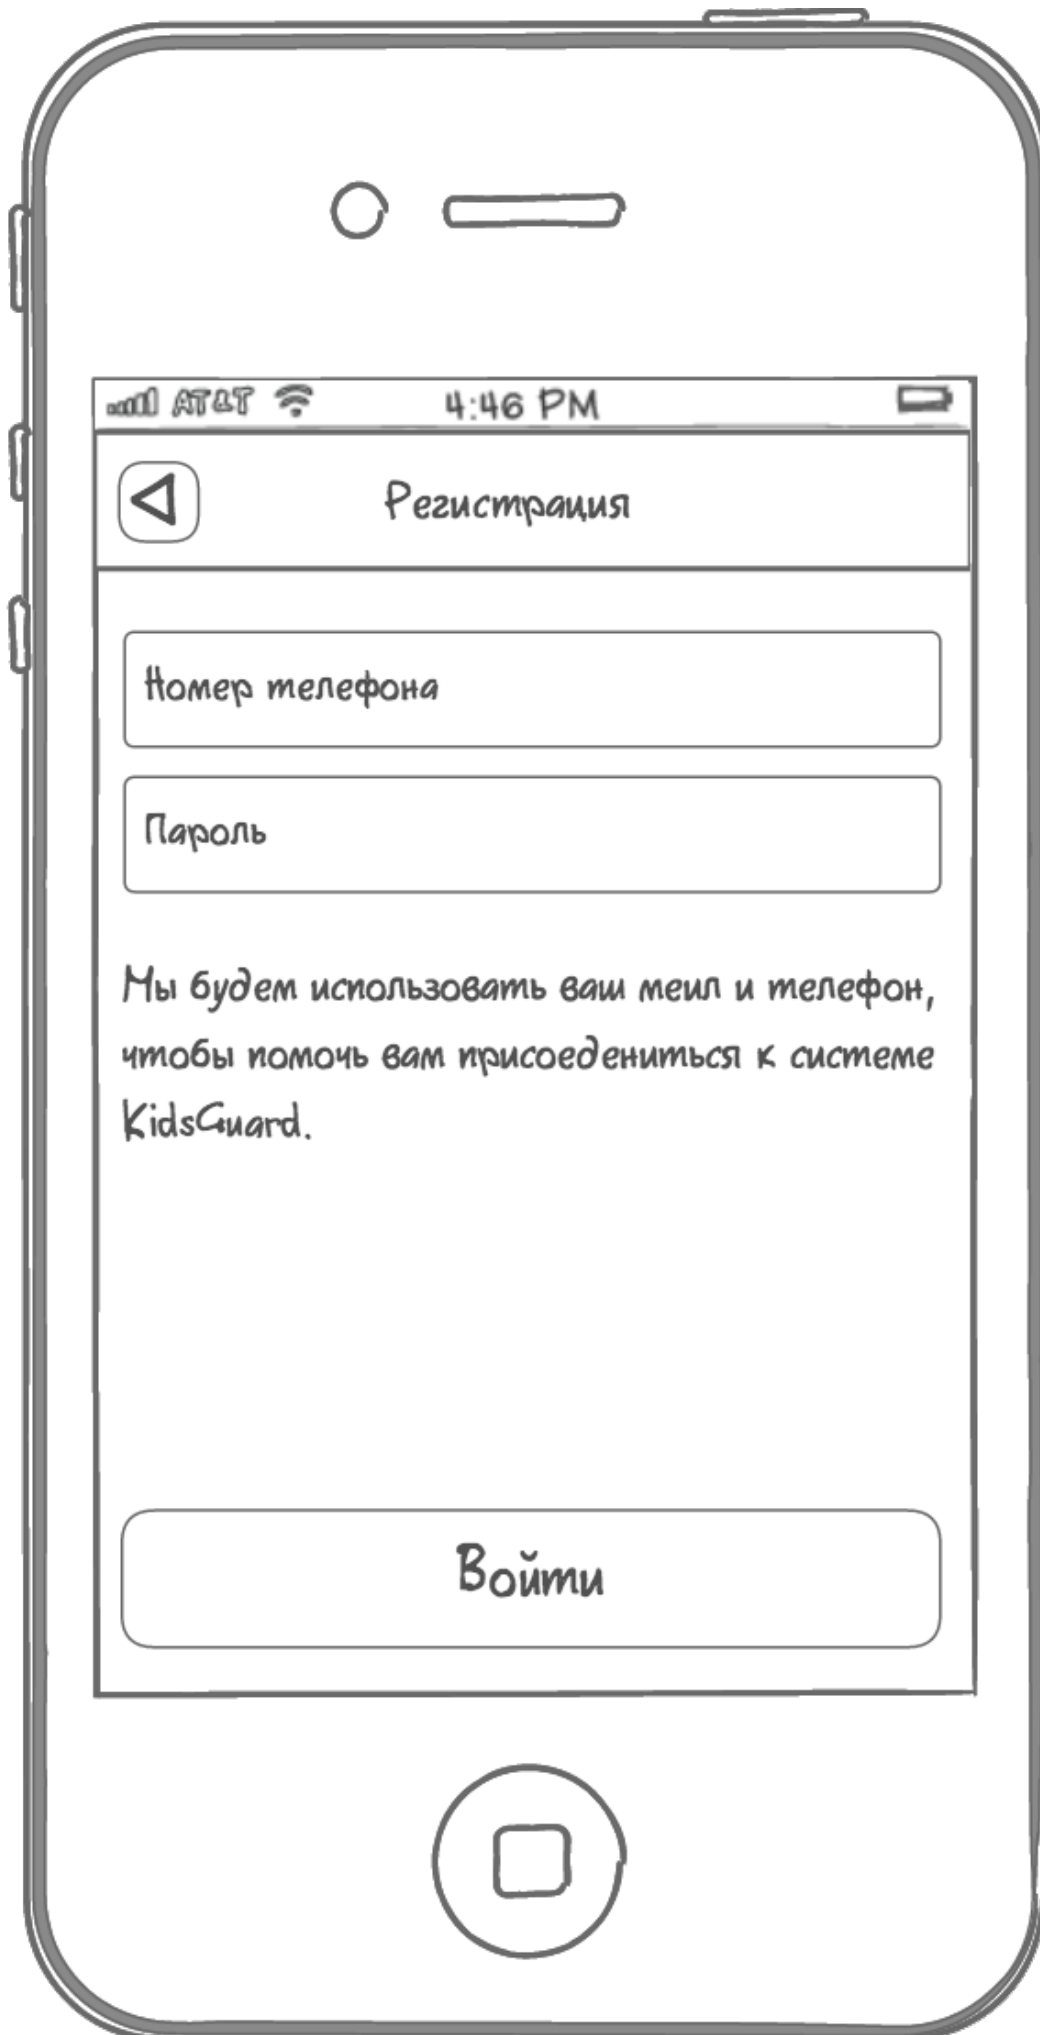 AT&T 4:46 PM
Регистрация
Номер телефона
Пароль
Мы будем использовать ваш меил и телефон,
чтобы помочь вам присоедениться к системе
KidsGuard.
Войти